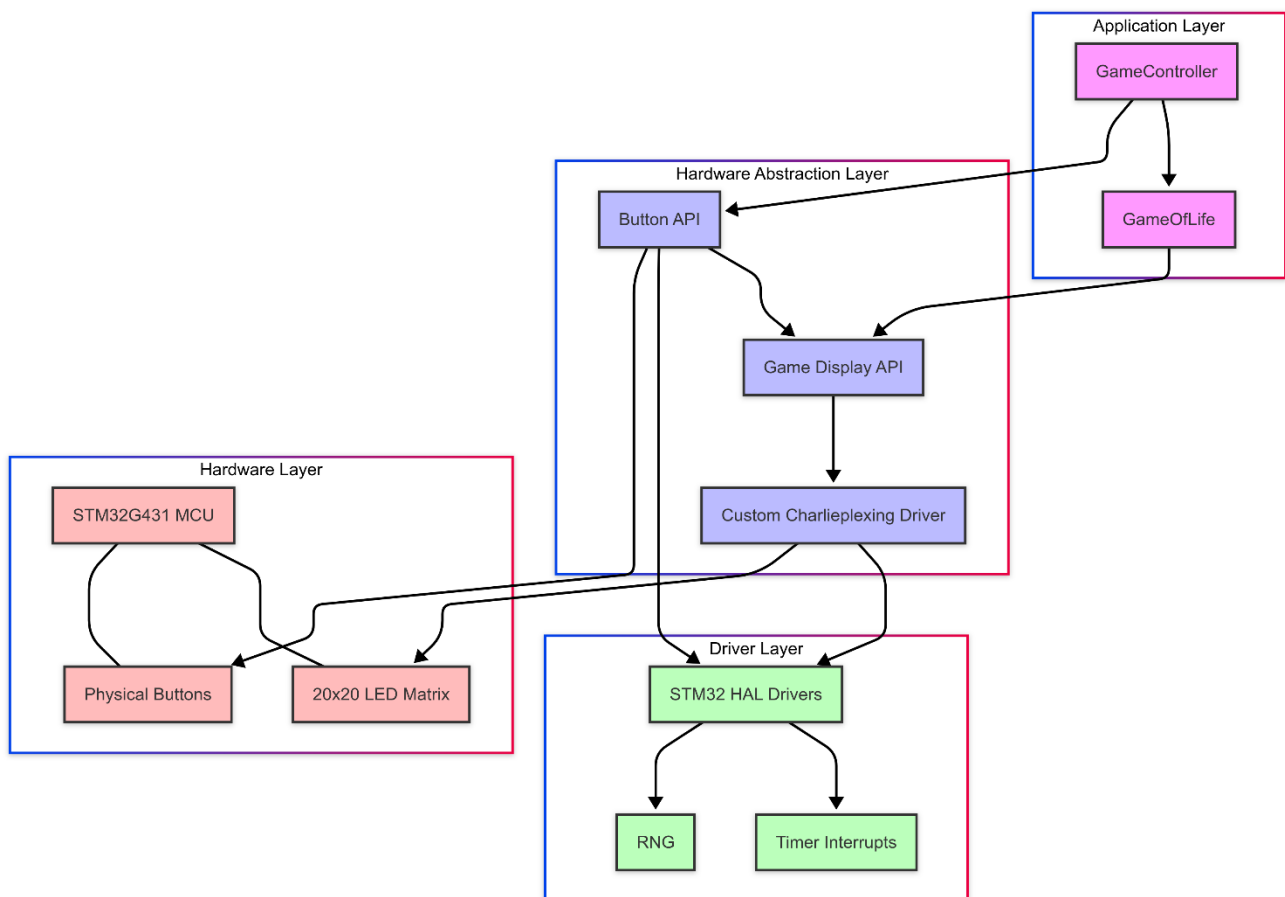 Application Layer
GameController
GameOfLife
Hardware Abstraction Layer
Button API
Game Display API
Custom Charlieplexing Driver
Hardware Layer
STM32G431 MCU
Physical Buttons
20x20 LED Matrix
Driver Layer
STM32 HAL Drivers
RNG
Timer Interrupts